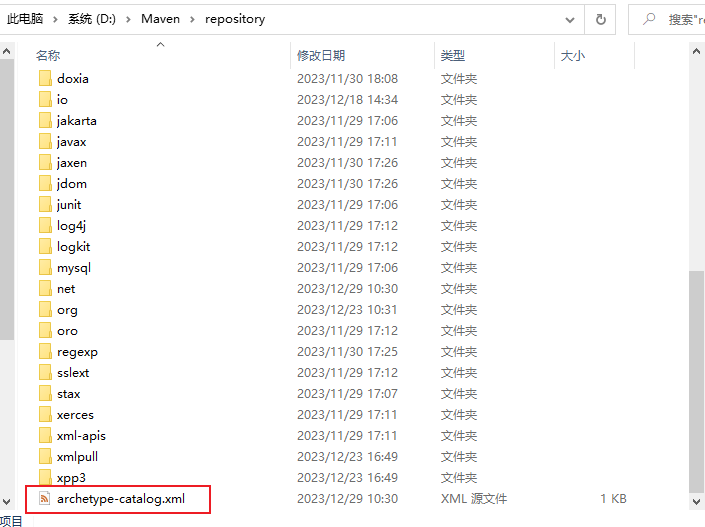 此电脑 > 系统 (D:) > Maven > repository
搜索"r
名称 修改日期 类型 大小
doxia 2023/11/30 18:08 文件夹
io 2023/12/18 14:34 文件夹
jakarta 2023/11/29 17:06 文件夹
javax 2023/11/29 17:11 文件夹
jaxen 2023/11/30 17:26 文件夹
jdom 2023/11/30 17:26 文件夹
junit 2023/11/29 17:06 文件夹
log4j 2023/11/29 17:12 文件夹
logkit 2023/11/29 17:12 文件夹
mysql 2023/11/29 17:06 文件夹
net 2023/12/29 10:30 文件夹
org 2023/12/23 10:31 文件夹
oro 2023/11/29 17:12 文件夹
regexp 2023/11/30 17:25 文件夹
sslext 2023/11/29 17:12 文件夹
stax 2023/11/29 17:07 文件夹
xerces 2023/11/29 17:11 文件夹
xml-apis 2023/11/29 17:11 文件夹
xmlpull 2023/12/23 16:49 文件夹
xpp3 2023/12/23 16:49 文件夹
archetype-catalog.xml 2023/12/29 10:30 XML 源文件 1 KB
项目